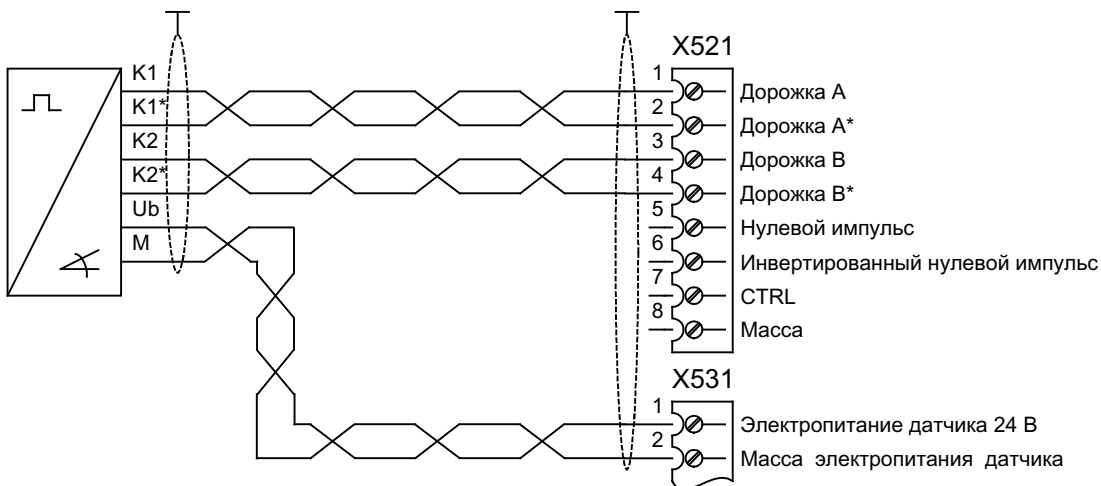 X521
K1
1
Дорожка A
K1*
2
Дорожка A*
K2
3
Дорожка B
K2*
4
Дорожка B*
Ub
5
Нулевой импульс
M
6
Инвертированный нулевой импульс
7
CTRL
8
Масса
X531
1
Электропитание датчика 24 В
2
Масса электропитания датчика